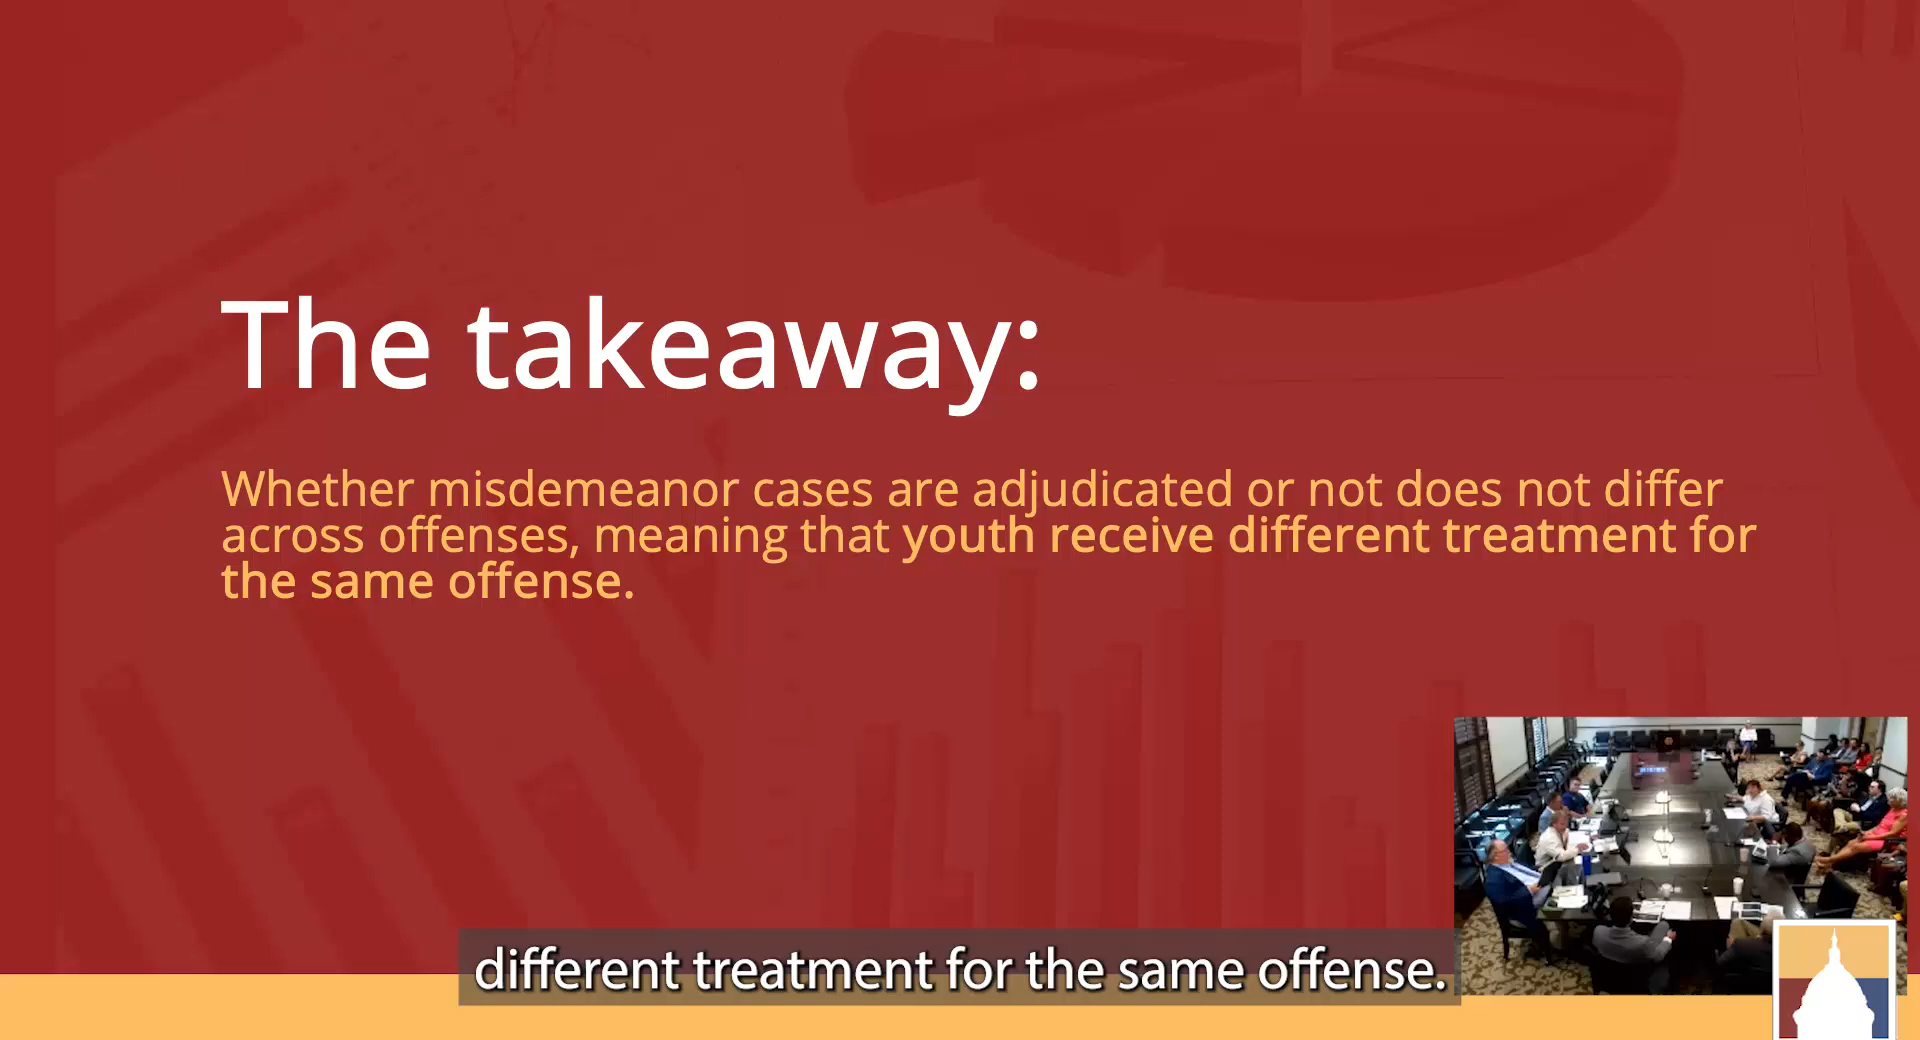 The takeaway:
Whether misdemeanor cases are adjudicated or not does not differ
across offenses, meaning that youth receive different treatment for
the same offense.
different treatment for the same offense.